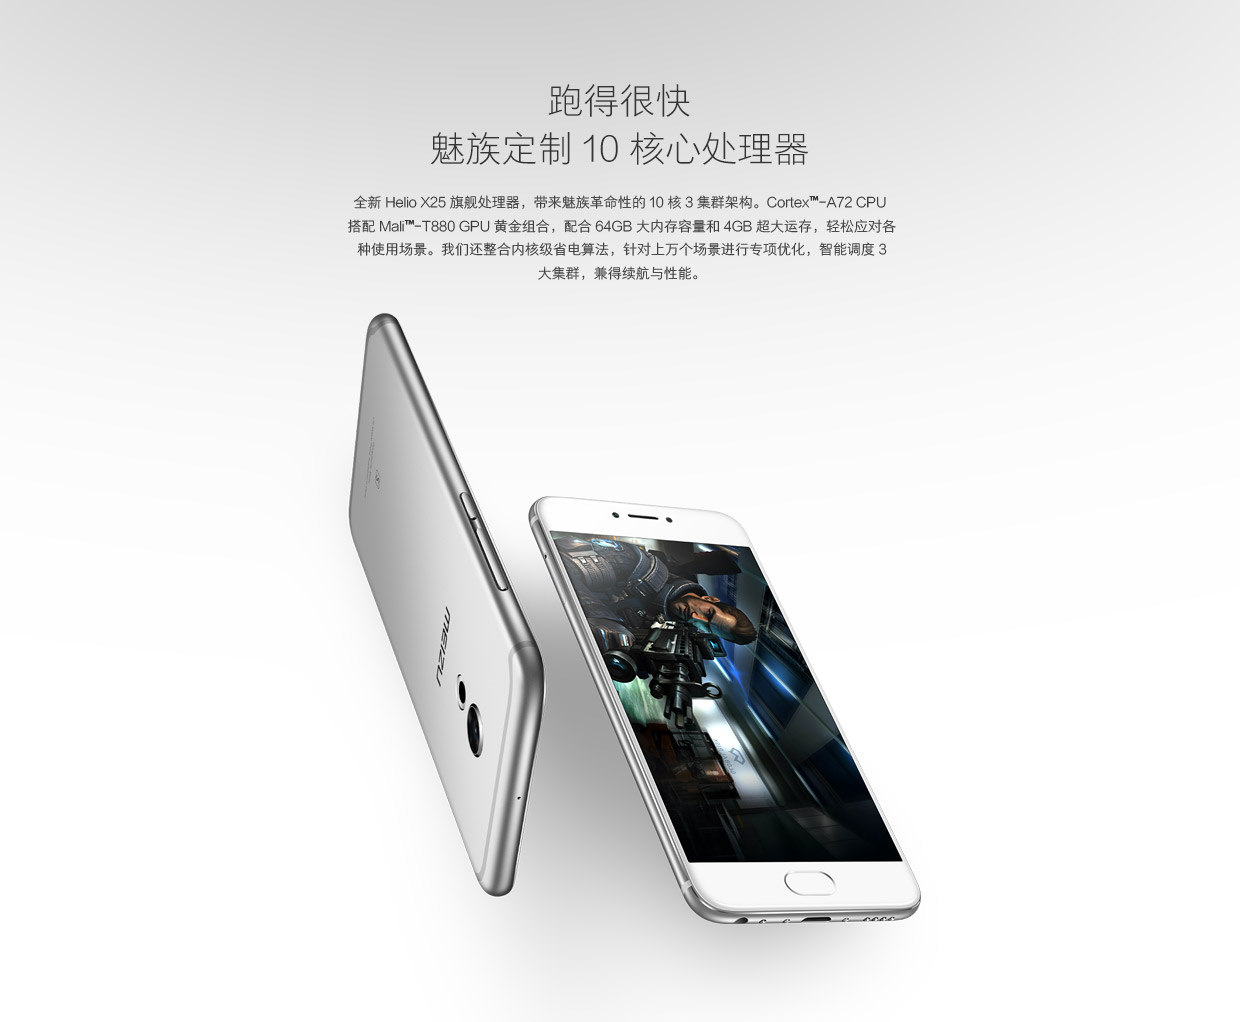 跑得很快
魅族定制 10 核心处理器
全新 Helio X25 旗舰处理器，带来魅族革命性的 10 核 3 集群架构。Cortex™-A72 CPU
搭配 Mali™-T880 GPU 黄金组合，配合 64GB 大内存容量和 4GB 超大运存，轻松应对各
种使用场景。我们还整合内核级省电算法，针对上万个场景进行专项优化，智能调度 3
大集群，兼得续航与性能。
MEIZU